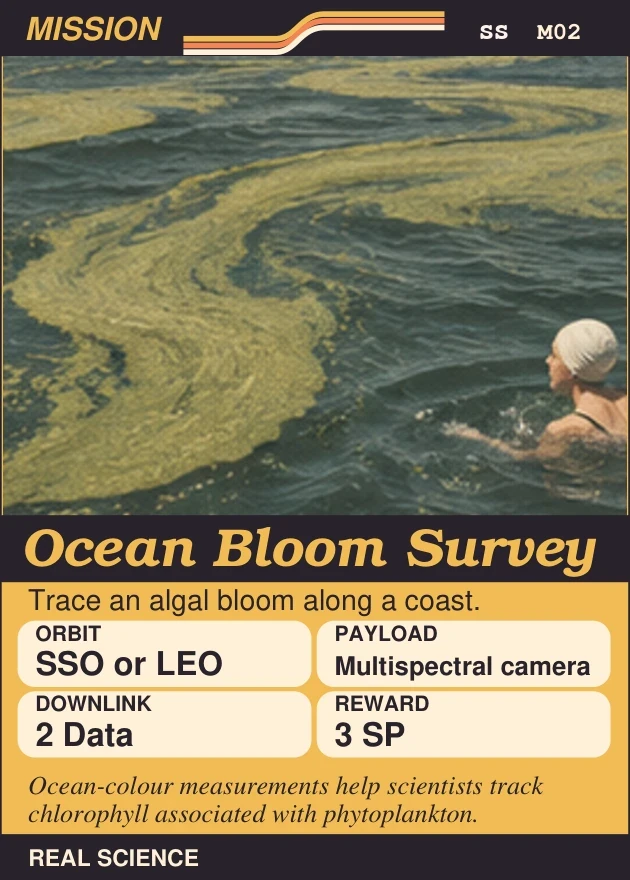 MISSION
SS M02
Ocean Bloom Survey
Trace an algal bloom along a coast.
ORBIT
SSO or LEO
PAYLOAD
Multispectral camera
DOWNLINK
2 Data
REWARD
3 SP
Ocean-colour measurements help scientists track
chlorophyll associated with phytoplankton.
REAL SCIENCE